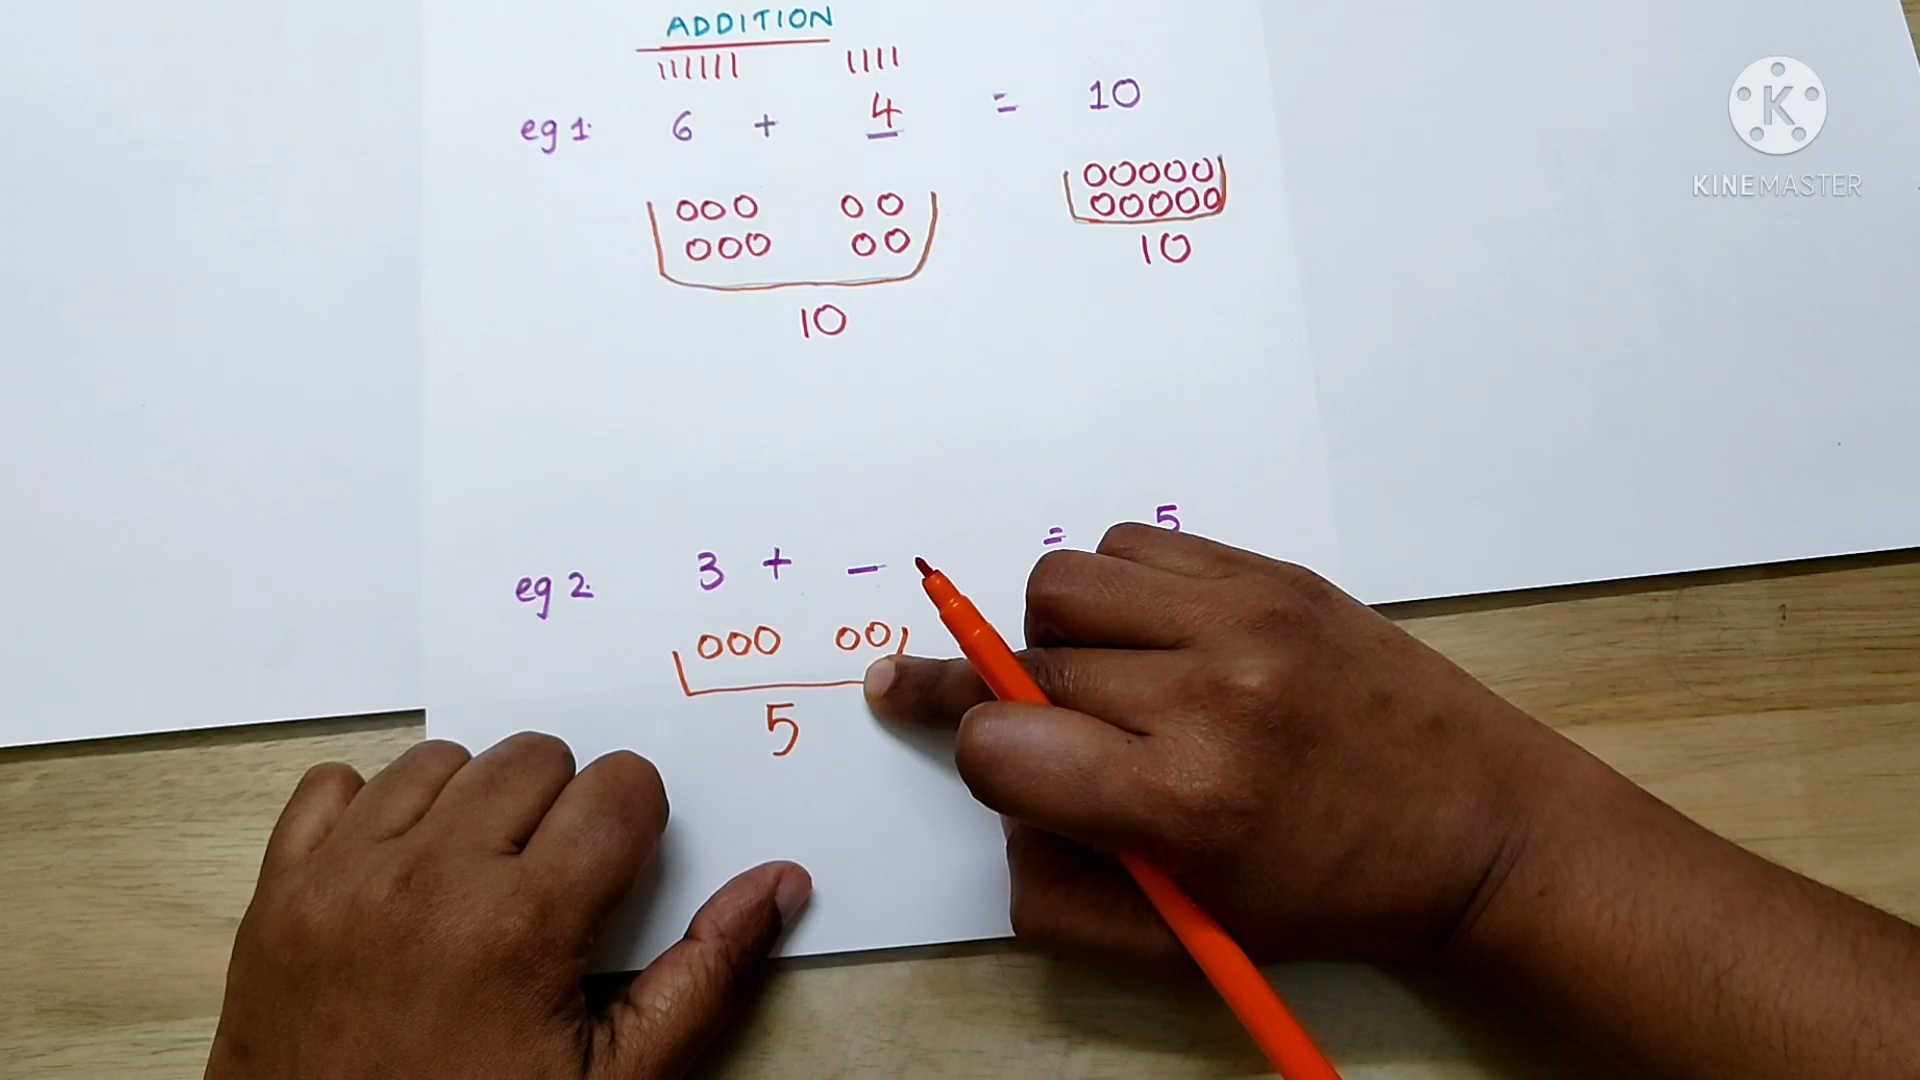 ADDITION
eg 1. 6 + 4 = 10
10
10
eg 2. 3 + _ = 5
5
K
KINEMASTER